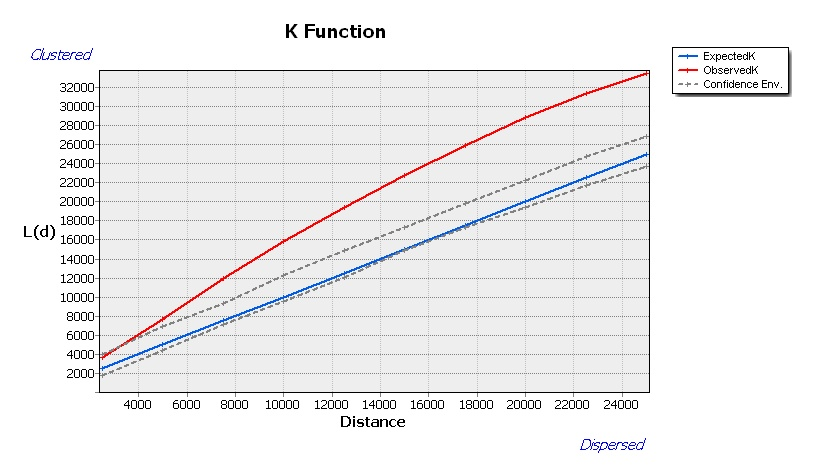 K Function
Clustered
ExpectedK
ObservedK
Confidence Env.
32000
30000
28000
26000
24000
22000
20000
18000
L(d)
16000
14000
12000
10000
8000
6000
4000
2000
4000 6000 8000 10000 12000 14000 16000 18000 20000 22000 24000
Distance
Dispersed